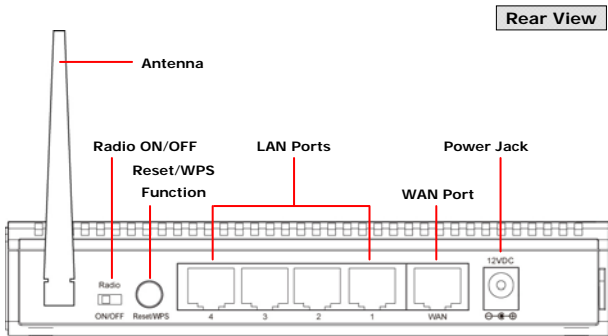 Rear View
Antenna
Radio ON/OFF
LAN Ports
Power Jack
Reset/WPS
Function
WAN Port
12VDC
Radio
ON/OFF
Reset/WPS
4
3
2
1
WAN